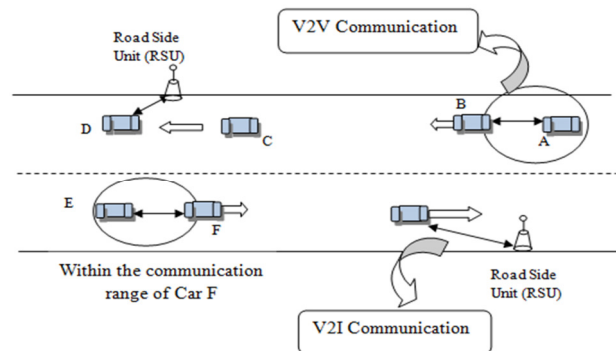 V2V Communication
Road Side
Unit (RSU)
B
D
C
A
E
F
Within the communication
range of Car F
Road Side
Unit (RSU)
V2I Communication